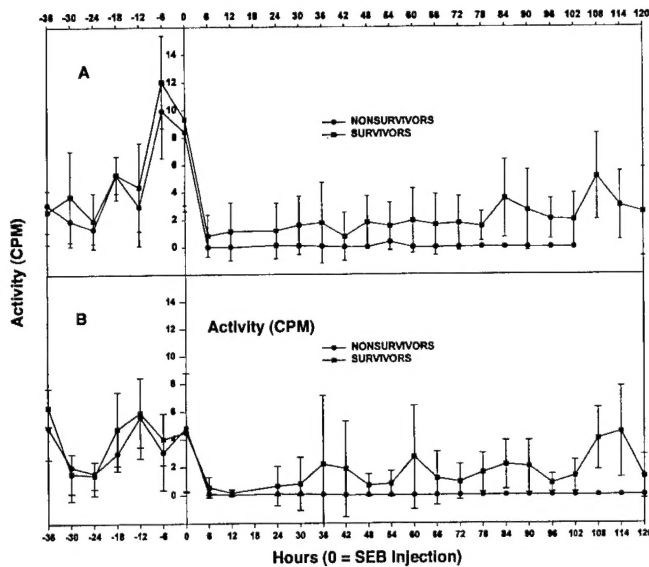 -36 -30 -24 -18 -12 -6 0 6 12 24 30 36 42 48 54 60 66 72 78 84 90 96 102 108 114 120
A
14
12
10
8
6
4
2
0
NONSURVIVORS
SURVIVORS
Activity (CPM)
B
Activity (CPM)
14
12
10
8
6
4
2
0
NONSURVIVORS
SURVIVORS
-36 -30 -24 -18 -12 -6 0 6 12 24 30 36 42 48 54 60 66 72 78 84 90 96 102 108 114 120
Hours (0 = SEB Injection)